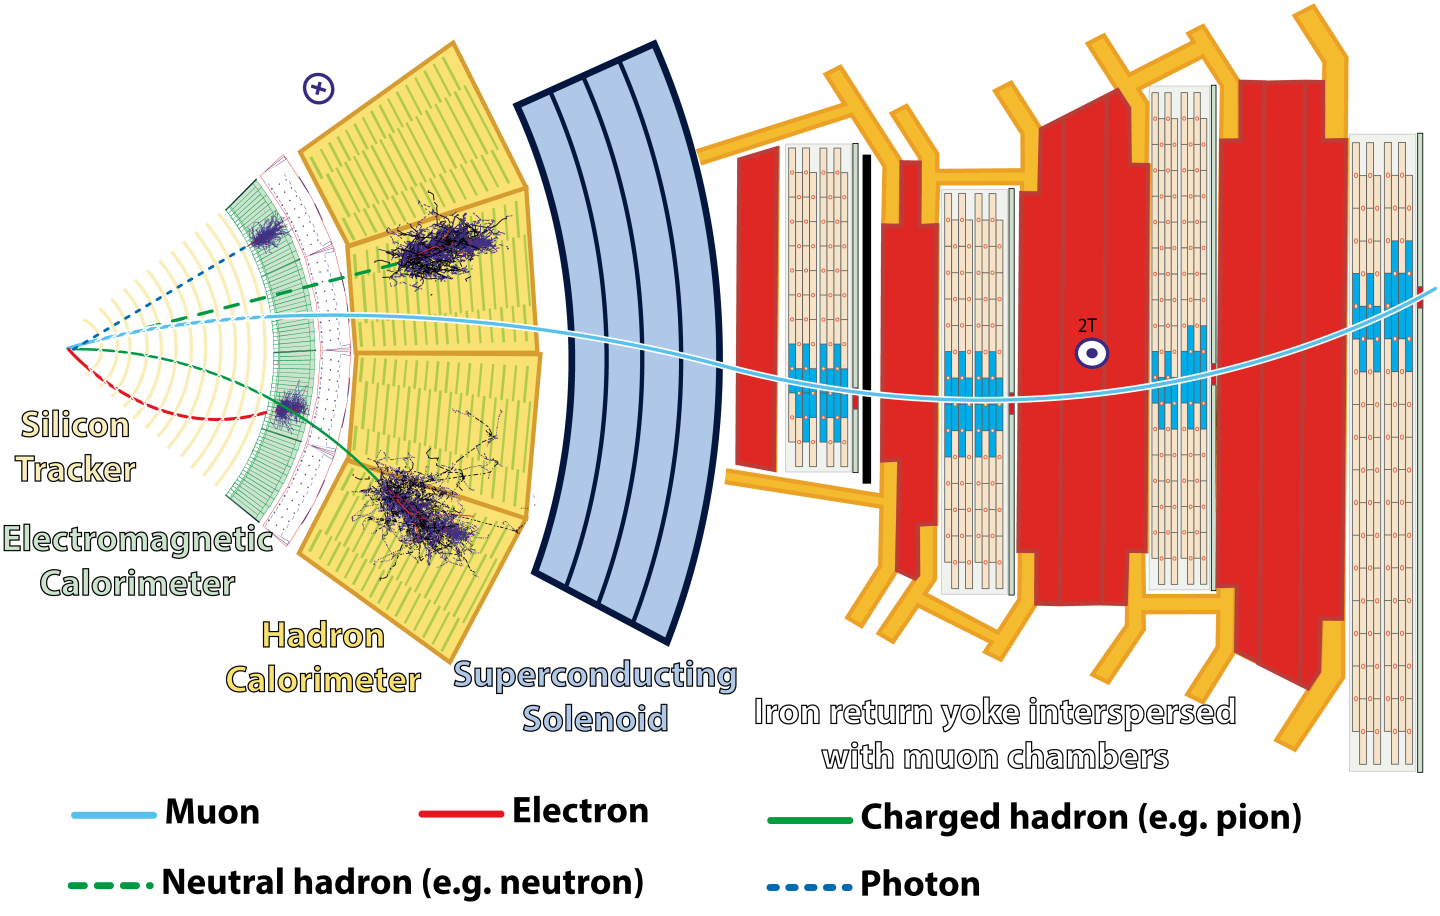 2T
Silicon
Tracker
Electromagnetic
Calorimeter
Hadron
Calorimeter
Superconducting
Solenoid
Iron return yoke interspersed
with muon chambers
Muon
Electron
Charged hadron (e.g. pion)
Neutral hadron (e.g. neutron)
Photon